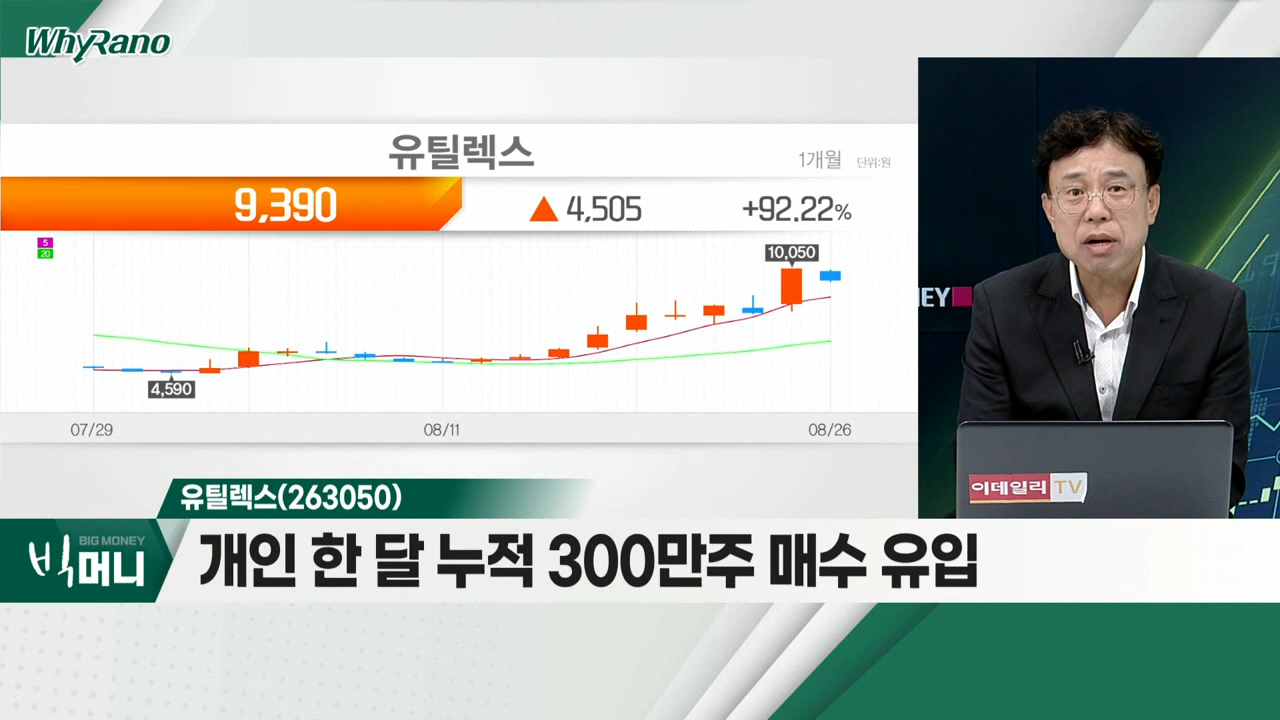 WhyRano
유틸렉스
1개월 단위:원
9,390 ▲ 4,505 +92.22%
5
20
10,050
4,590
07/29 08/11 08/26
NEY
이데일리 TV
유틸렉스(263050)
BIG MONEY
빅머니
개인 한 달 누적 300만주 매수 유입